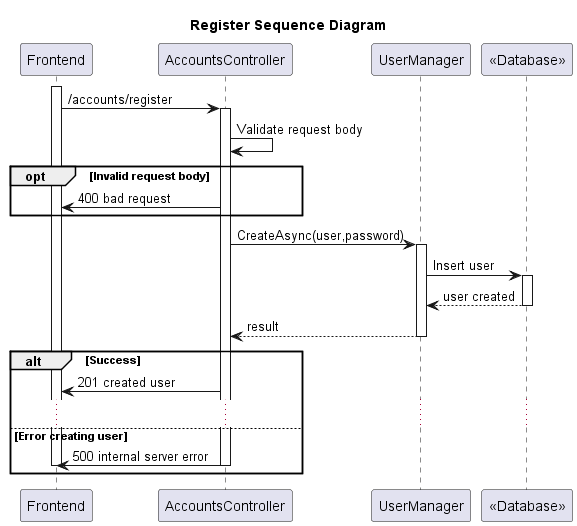 Register Sequence Diagram
Frontend
AccountsController
UserManager
«Database»
/accounts/register
Validate request body
opt
[Invalid request body]
400 bad request
CreateAsync(user,password)
Insert user
user created
result
alt
[Success]
201 created user
[Error creating user]
500 internal server error
Frontend
AccountsController
UserManager
«Database»